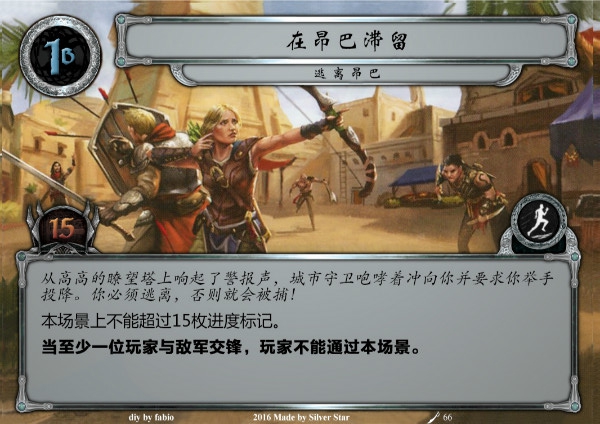 1B
在昂巴滞留
逃离昂巴
15
从高高的瞭望塔上响起了警报声，城市守卫咆哮着冲向你并要求你举手
投降。你必须逃离，否则就会被捕！
本场景上不能超过15枚进度标记。
当至少一位玩家与敌军交锋，玩家不能通过本场景。
diy by fabio 2016 Made by Silver Star 66